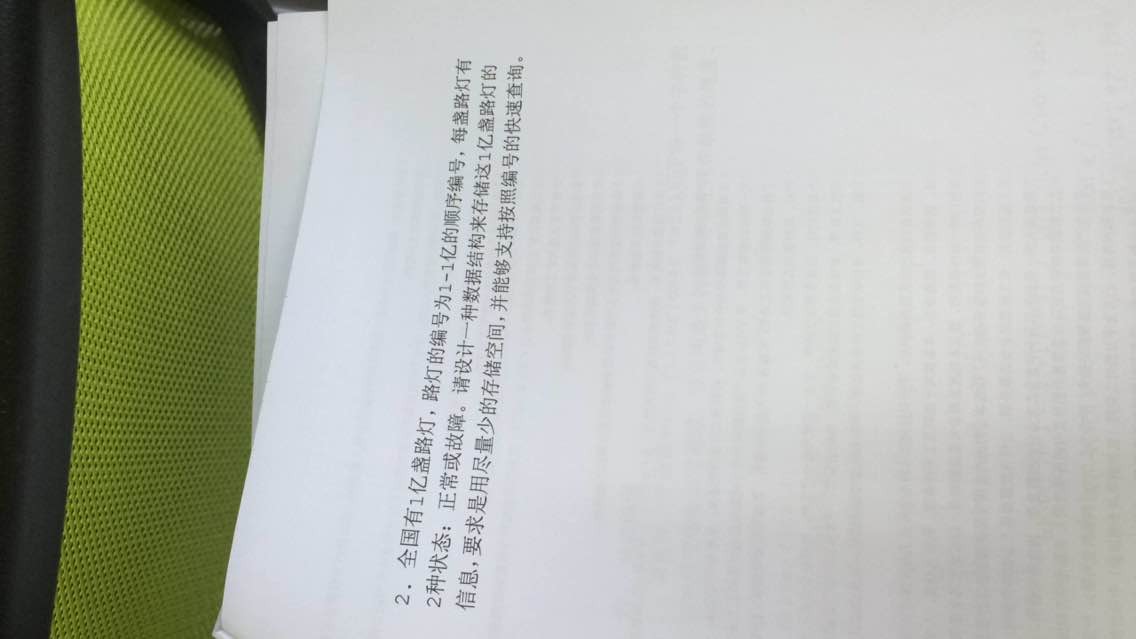 2. 全国有1亿盏路灯，路灯的编号为1-1亿的顺序编号，每盏路灯有
2种状态：正常或故障。请设计一种数据结构来存储这1亿盏路灯的
信息,要求是用尽量少的存储空间,并能够支持按照编号的快速查询。